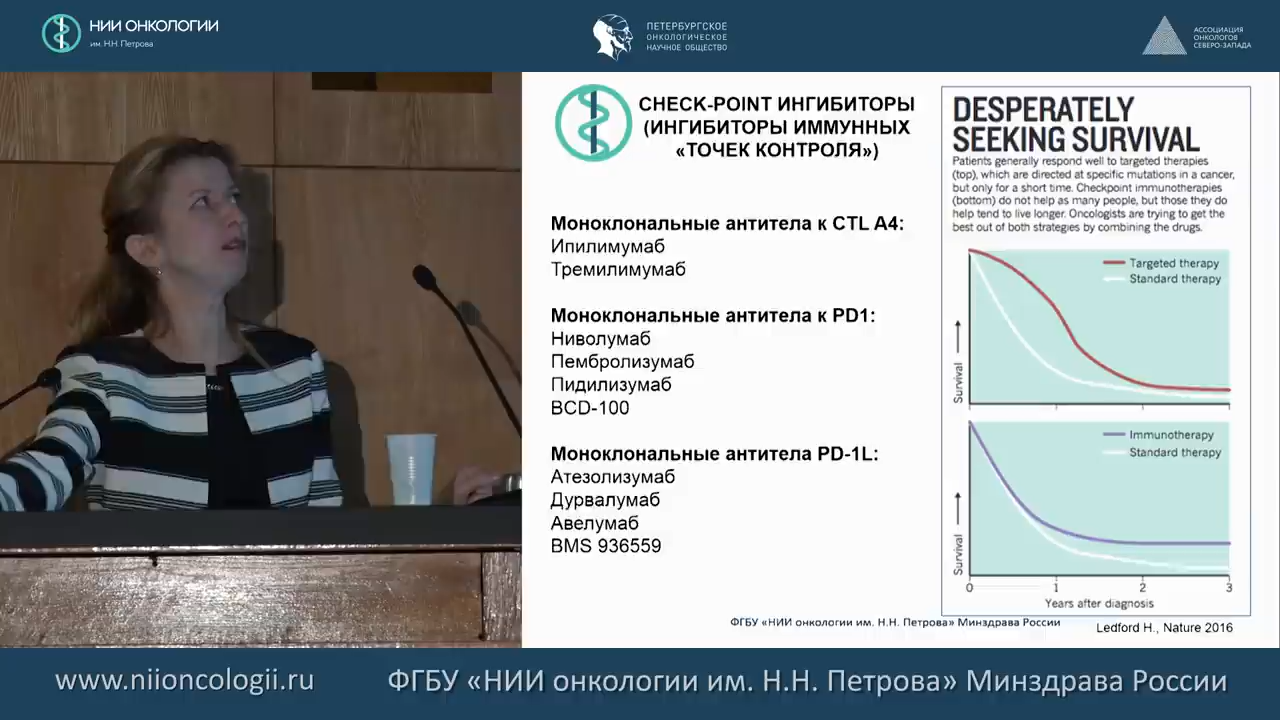 НИИ ОНКОЛОГИИ
им. Н.Н. Петрова
ПЕТЕРБУРГСКОЕ
ОНКОЛОГИЧЕСКОЕ
НАУЧНОЕ ОБЩЕСТВО
АССОЦИАЦИЯ
ОНКОЛОГОВ
СЕВЕРО-ЗАПАДА
CHECK-POINT ИНГИБИТОРЫ
(ИНГИБИТОРЫ ИММУННЫХ
«ТОЧЕК КОНТРОЛЯ»)
Моноклональные антитела к CTL A4:
Ипилимумаб
Тремилимумаб
Моноклональные антитела к PD1:
Ниволумаб
Пембролизумаб
Пидилизумаб
BCD-100
Моноклональные антитела PD-1L:
Атезолизумаб
Дурвалумаб
Авелумаб
BMS 936559
DESPERATELY
SEEKING SURVIVAL
Patients generally respond well to targeted therapies
(top), which are directed at specific mutations in a cancer,
but only for a short time. Checkpoint immunotherapies
(bottom) do not help as many people, but those they do
help tend to live longer. Oncologists are trying to get the
best out of both strategies by combining the drugs.
Targeted therapy
Standard therapy
Survival
Immunotherapy
Standard therapy
Survival
0 1 2 3
Years after diagnosis
ФГБУ «НИИ онкологии им. Н.Н. Петрова» Минздрава России
Ledford H., Nature 2016
www.niioncologii.ru
ФГБУ «НИИ онкологии им. Н.Н. Петрова» Минздрава России